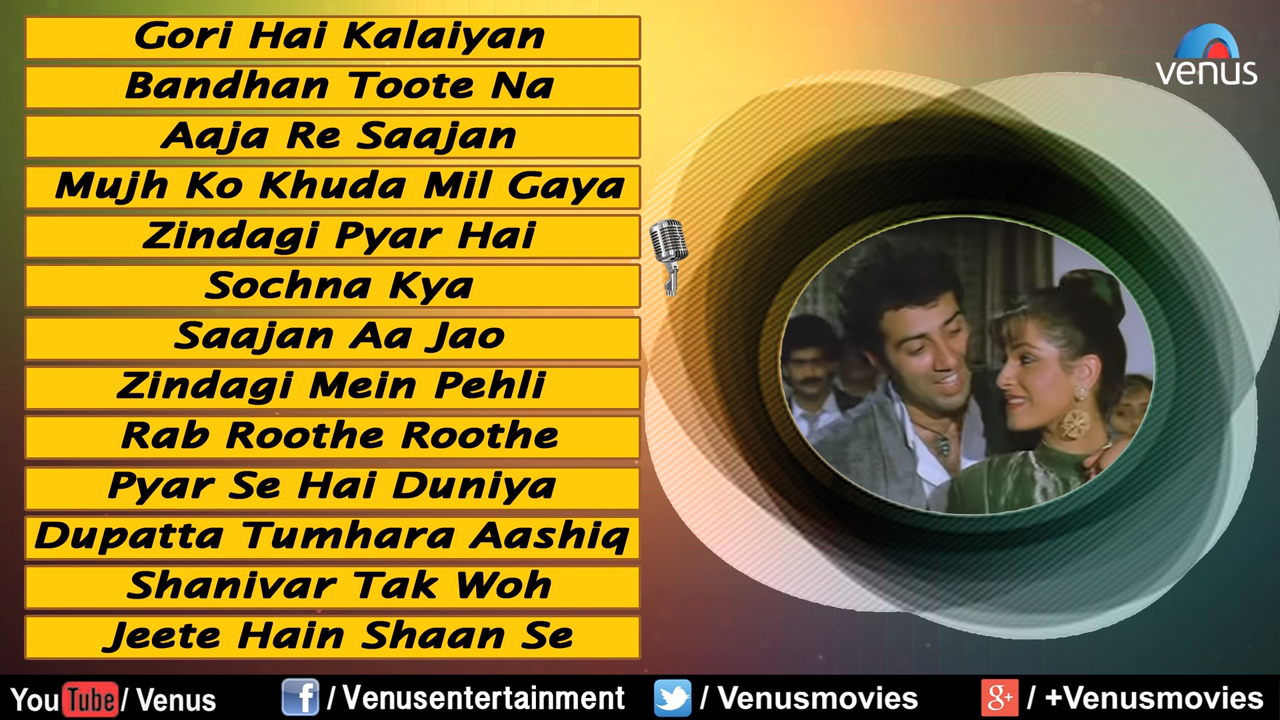 Gori Hai Kalaiyan
Bandhan Toote Na
Aaja Re Saajan
Mujh Ko Khuda Mil Gaya
Zindagi Pyar Hai
Sochna Kya
Saajan Aa Jao
Zindagi Mein Pehli
Rab Roothe Roothe
Pyar Se Hai Duniya
Dupatta Tumhara Aashiq
Shanivar Tak Woh
Jeete Hain Shaan Se
venus
You Tube / Venus
f / Venusentertainment
/ Venusmovies
g+ / +Venusmovies